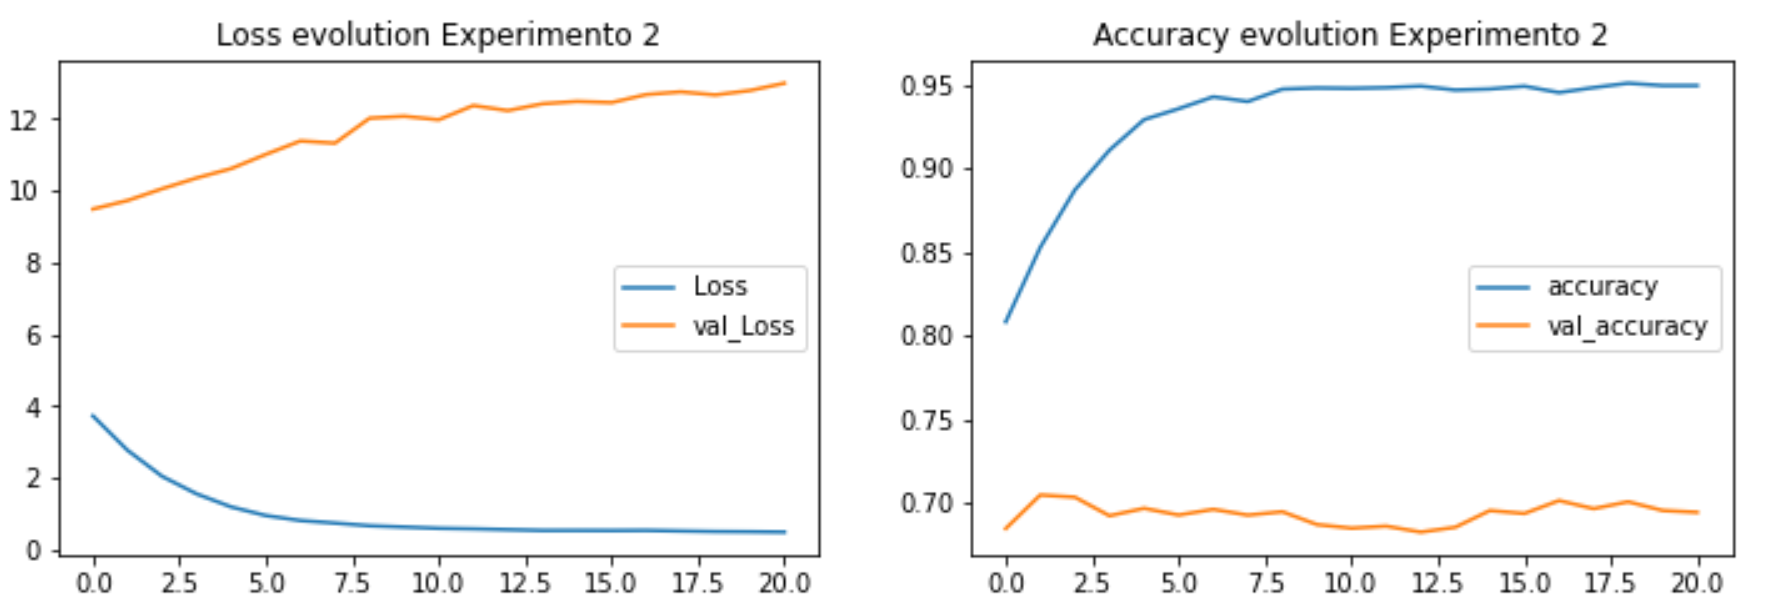 Loss evolution Experimento 2
12
10
8
6
4
2
0
0.0 2.5 5.0 7.5 10.0 12.5 15.0 17.5 20.0
Loss
val_Loss
Accuracy evolution Experimento 2
0.95
0.90
0.85
0.80
0.75
0.70
0.0 2.5 5.0 7.5 10.0 12.5 15.0 17.5 20.0
accuracy
val_accuracy